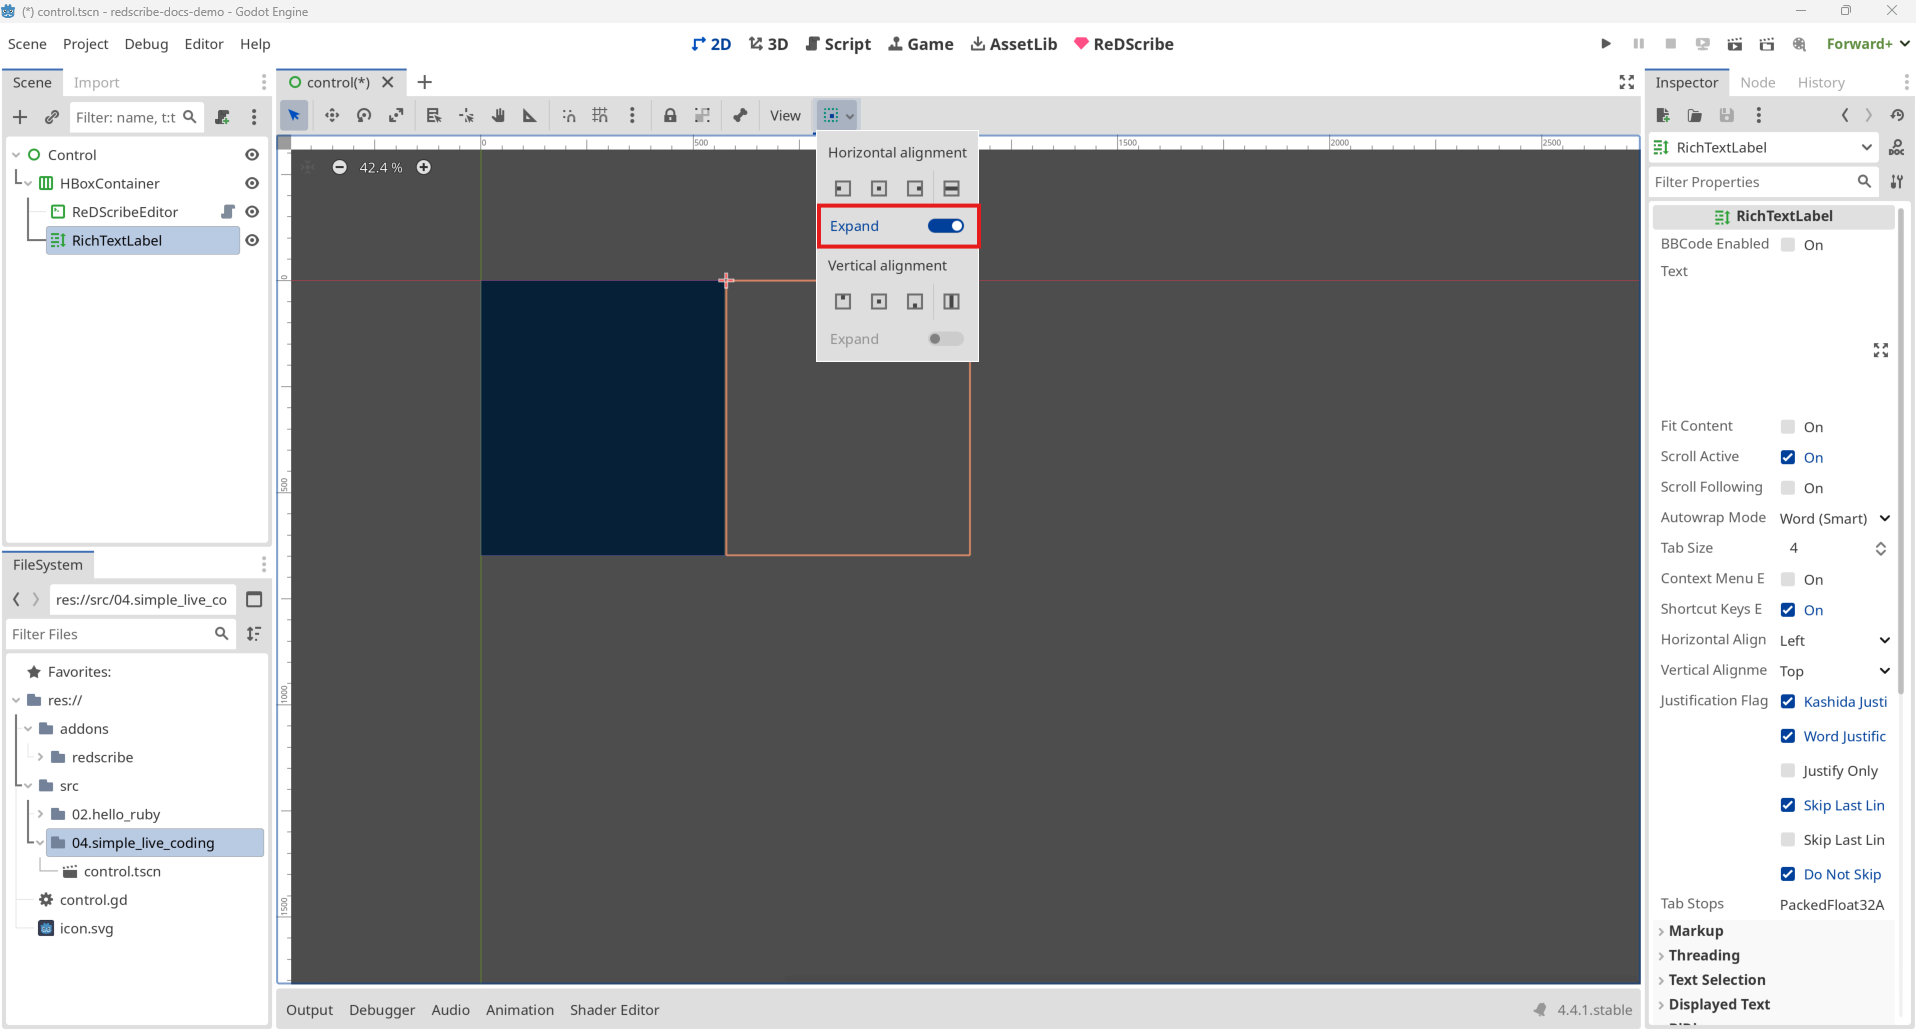 (*) control.tscn - redscribe-docs-demo - Godot Engine
Scene Project Debug Editor Help
2D 3D Script Game AssetLib ReDScribe
Forward+
Scene Import
Filter: name, t:t
Control
HBoxContainer
ReDScribeEditor
RichTextLabel
FileSystem
res://src/04.simple_live_co
Filter Files
Favorites:
res://
addons
redscribe
src
02.hello_ruby
04.simple_live_coding
control.tscn
control.gd
icon.svg
control(*)
View
0 500 1500 2000 2500
42.4 %
0
500
1000
1500
Horizontal alignment
Expand
Vertical alignment
Expand
Output Debugger Audio Animation Shader Editor
4.4.1.stable
Inspector Node History
RichTextLabel
DOC
Filter Properties
RichTextLabel
BBCode Enabled On
Text
Fit Content On
Scroll Active On
Scroll Following On
Autowrap Mode Word (Smart)
Tab Size 4
Context Menu E On
Shortcut Keys E On
Horizontal Align Left
Vertical Alignme Top
Justification Flag Kashida Justi
Word Justific
Justify Only
Skip Last Lin
Skip Last Lin
Do Not Skip
Tab Stops PackedFloat32A
Markup
Threading
Text Selection
Displayed Text